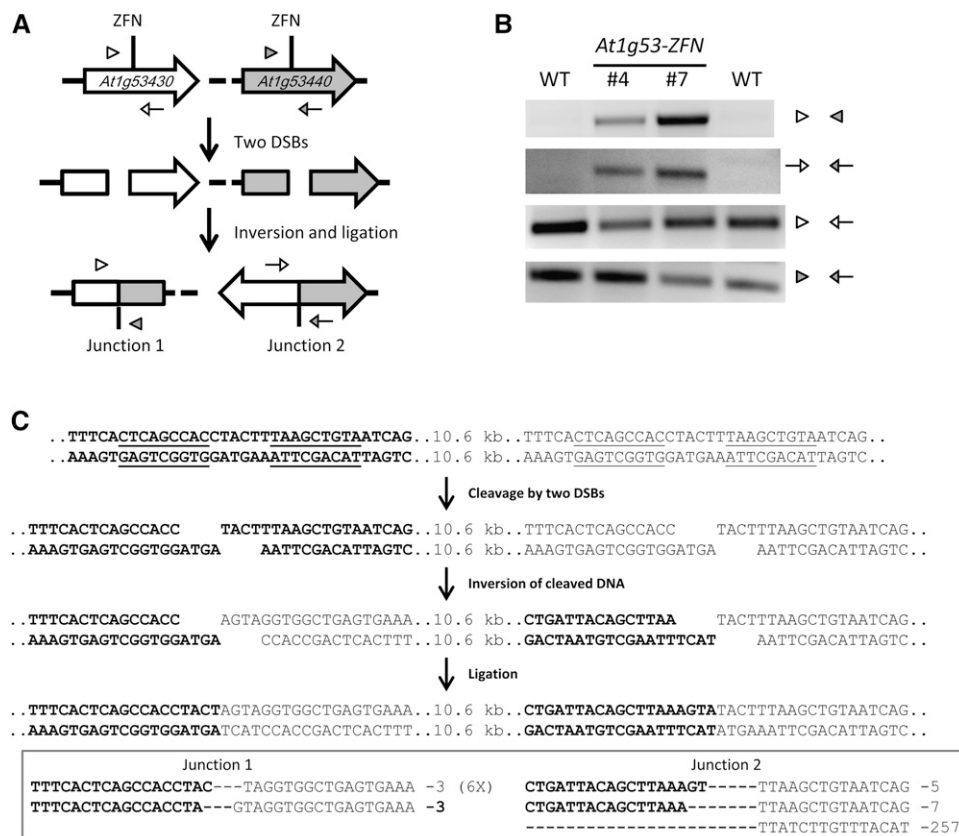 A
ZFN ZFN
At1g53430 At1g53440
Two DSBs
Inversion and ligation
Junction 1 Junction 2
B
At1g53-ZFN
WT #4 #7 WT
C
..TTTCACTCAGCCACCTACTTTAAGCTGTAATCAG..10.6 kb..TTTCACTCAGCCACCTACTTTAAGCTGTAATCAG..
..AAAGTGAGTCGGTGGATGAAATTCGACATTAGTC..10.6 kb..AAAGTGAGTCGGTGGATGAAATTCGACATTAGTC..
Cleavage by two DSBs
..TTTCACTCAGCCACC TACTTTAAGCTGTAATCAG..10.6 kb..TTTCACTCAGCCACC TACTTTAAGCTGTAATCAG..
..AAAGTGAGTCGGTGGATGA AATTCGACATTAGTC..10.6 kb..AAAGTGAGTCGGTGGATGA AATTCGACATTAGTC..
Inversion of cleaved DNA
..TTTCACTCAGCCACC AGTAGGTGGCTGAGTGAAA..10.6 kb..CTGATTACAGCTTAA TACTTTAAGCTGTAATCAG..
..AAAGTGAGTCGGTGGATGA CCACCGACTCACTTT..10.6 kb..GACTAATGTCGAATTTCAT AATTCGACATTAGTC..
Ligation
..TTTCACTCAGCCACCTACTAGTAGGTGGCTGAGTGAAA..10.6 kb..CTGATTACAGCTTAAAGTATACTTTAAGCTGTAATCAG..
..AAAGTGAGTCGGTGGATGATCATCCACCGACTCACTTT..10.6 kb..GACTAATGTCGAATTTCATATGAAATTCGACATTAGTC..
Junction 1 Junction 2
TTTCACTCAGCCACCTAC---TAGGTGGCTGAGTGAAA -3 (6X) CTGATTACAGCTTAAAGT-----TTAAGCTGTAATCAG -5
TTTCACTCAGCCACCTA---GTAGGTGGCTGAGTGAAA -3 CTGATTACAGCTTAAA-------TTAAGCTGTAATCAG -7
-----------------------TTATCTTGTTTACAT -257